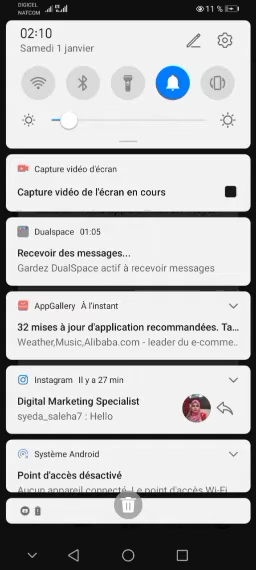 DIGICEL
NATCOM
11 %
02:10
Samedi 1 janvier
Capture vidéo d'écran
Capture vidéo de l'écran en cours
Dualspace 01:05
Recevoir des messages...
Gardez DualSpace actif à recevoir messages
AppGallery À l'instant
32 mises à jour d'application recommandées. Ta...
Weather,Music,Alibaba.com - leader du e-comme..
Instagram Il y a 27 min
Digital Marketing Specialist
syeda_saleha7 : Hello
Système Android
Point d'accès désactivé
Aucun appareil connecté. Le point d'accès Wi-Fi